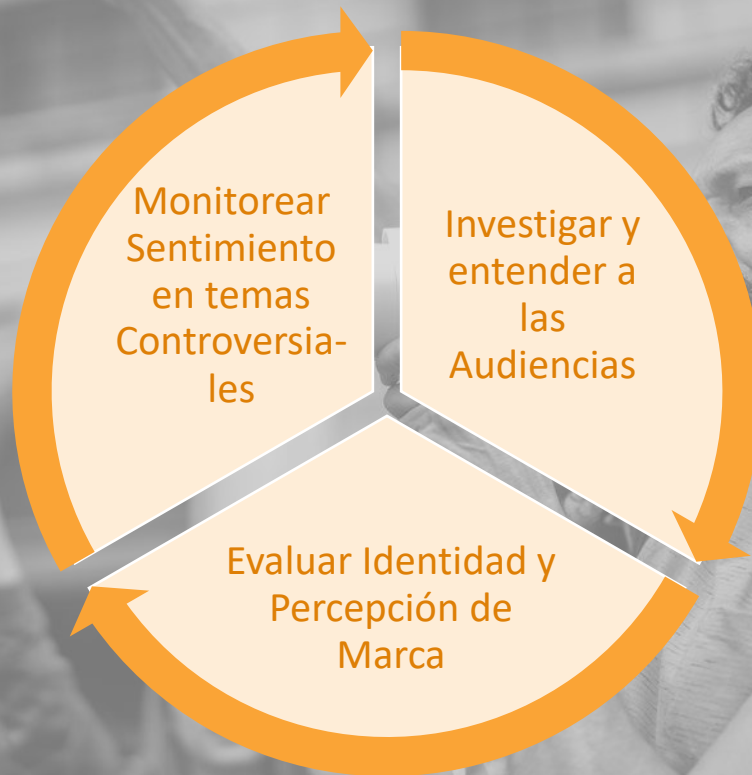 Monitorear
Sentimiento
en temas
Controversia-
les
Investigar y
entender a
las
Audiencias
Evaluar Identidad y
Percepción de
Marca